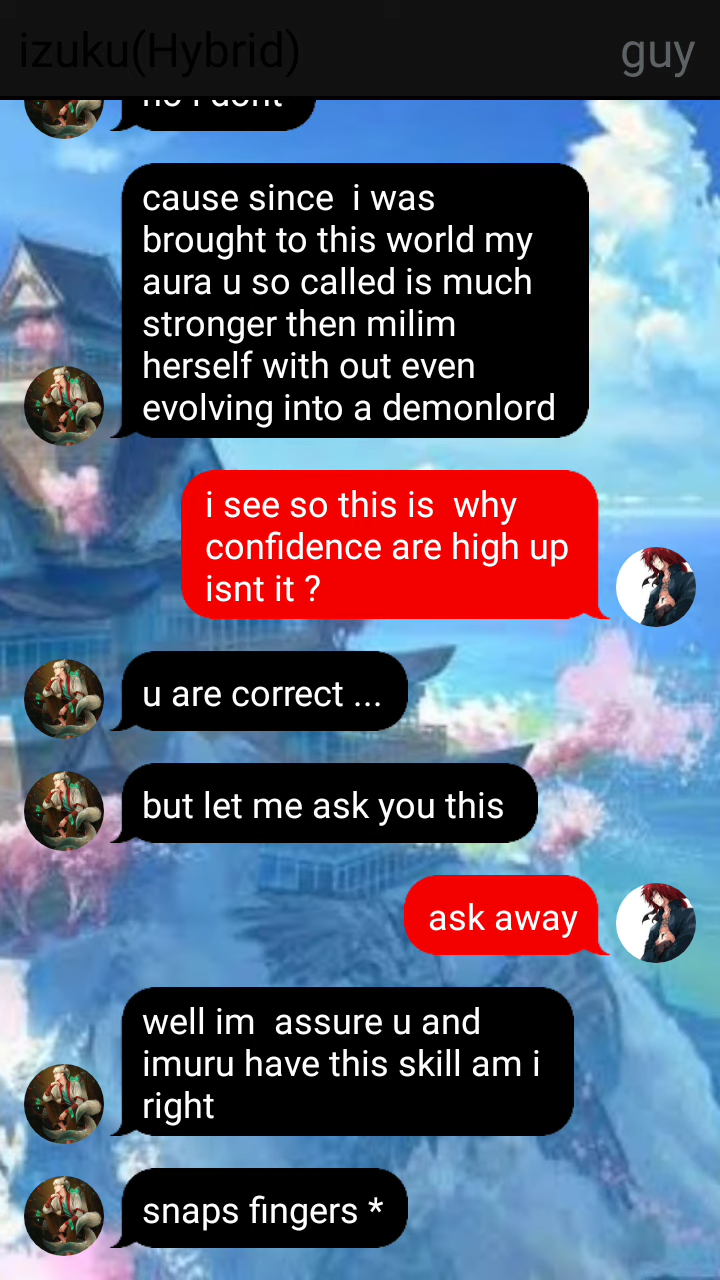 izuku(Hybrid)
guy
no i dont
cause since  i was
brought to this world my
aura u so called is much
stronger then milim
herself with out even
evolving into a demonlord
i see so this is  why
confidence are high up
isnt it ?
u are correct ...
but let me ask you this
ask away
well im  assure u and
imuru have this skill am i
right
snaps fingers *